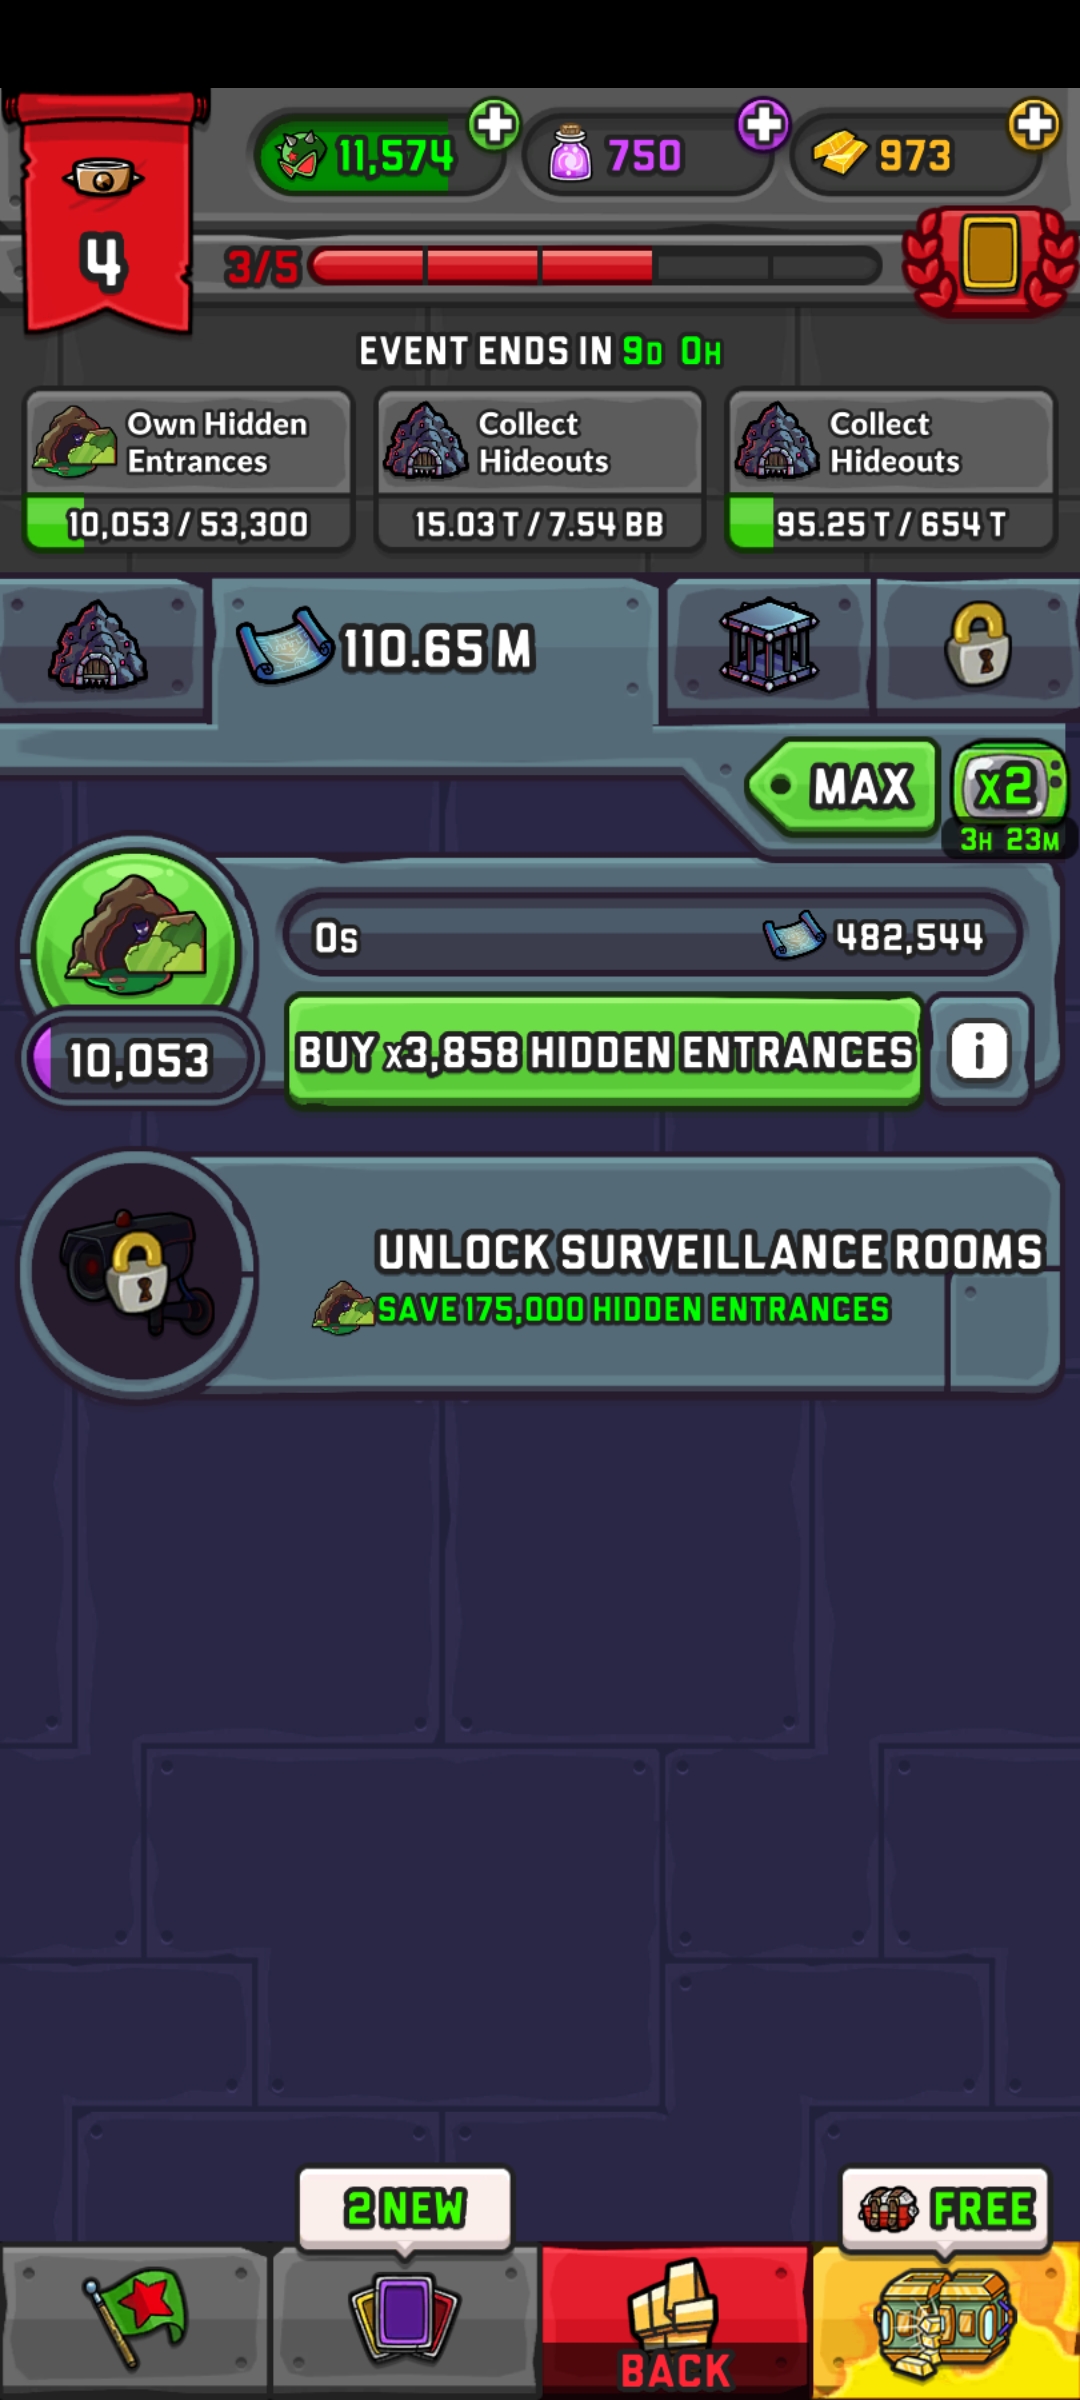 11,574
750
973
4
3/5
EVENT ENDS IN 9D 0H
Own Hidden
Entrances
10,053 / 53,300
Collect
Hideouts
15.03 T / 7.54 BB
Collect
Hideouts
95.25 T / 654 T
110.65 M
MAX
x2
3H 23M
0s
482,544
10,053
BUY x3,858 HIDDEN ENTRANCES
i
UNLOCK SURVEILLANCE ROOMS
SAVE 175,000 HIDDEN ENTRANCES
2 NEW
FREE
BACK